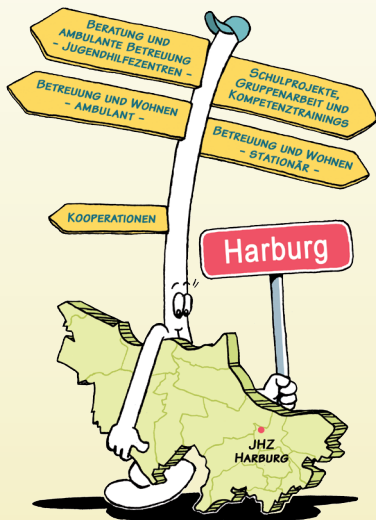 BERATUNG UND
AMBULANTE BETREUUNG
- JUGENDHILFEZENTREN -
SCHULPROJEKTE,
GRUPPENARBEIT UND
KOMPETENZTRAININGS
BETREUUNG UND WOHNEN
- AMBULANT -
BETREUUNG UND WOHNEN
- STATIONÄR -
KOOPERATIONEN
Harburg
JHZ
HARBURG